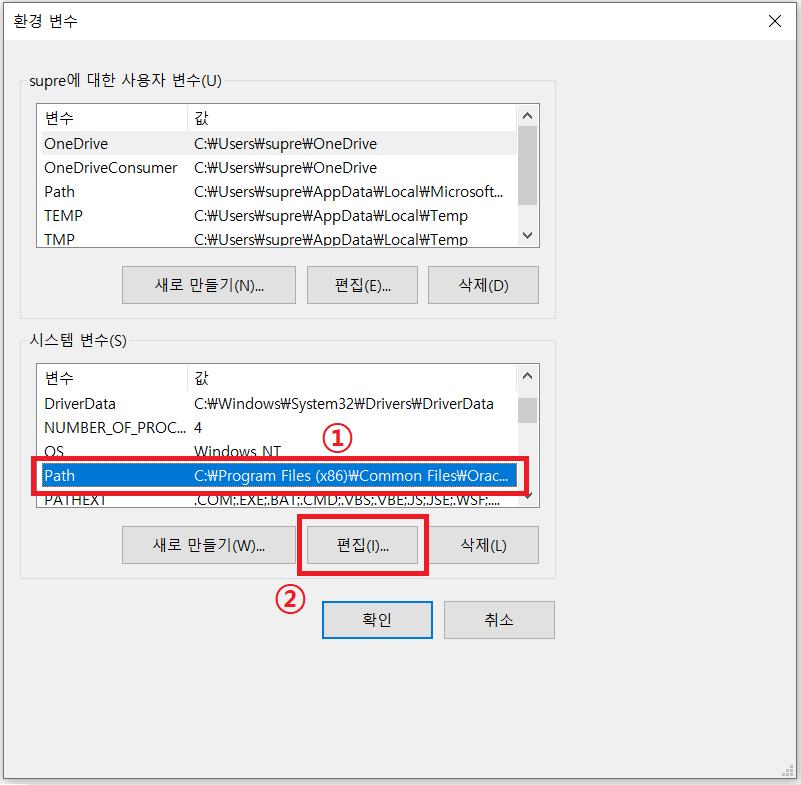 환경 변수
supre에 대한 사용자 변수(U)
변수 값
OneDrive C:₩Users₩supre₩OneDrive
OneDriveConsumer C:₩Users₩supre₩OneDrive
Path C:₩Users₩supre₩AppData₩Local₩Microsoft...
TEMP C:₩Users₩supre₩AppData₩Local₩Temp
TMP C:₩Users₩supre₩AppData₩Local₩Temp
새로 만들기(N)... 편집(E)... 삭제(D)
시스템 변수(S)
변수 값
DriverData C:₩Windows₩System32₩Drivers₩DriverData
NUMBER_OF_PROC... 4
OS Windows_NT
①
Path C:₩Program Files (x86)₩Common Files₩Orac...
PATHEXT .COM;.EXE;.BAT;.CMD;.VBS;.VBE;.JS;.JSE;.WSF;....
새로 만들기(W)... 편집(I)... 삭제(L)
②
확인 취소